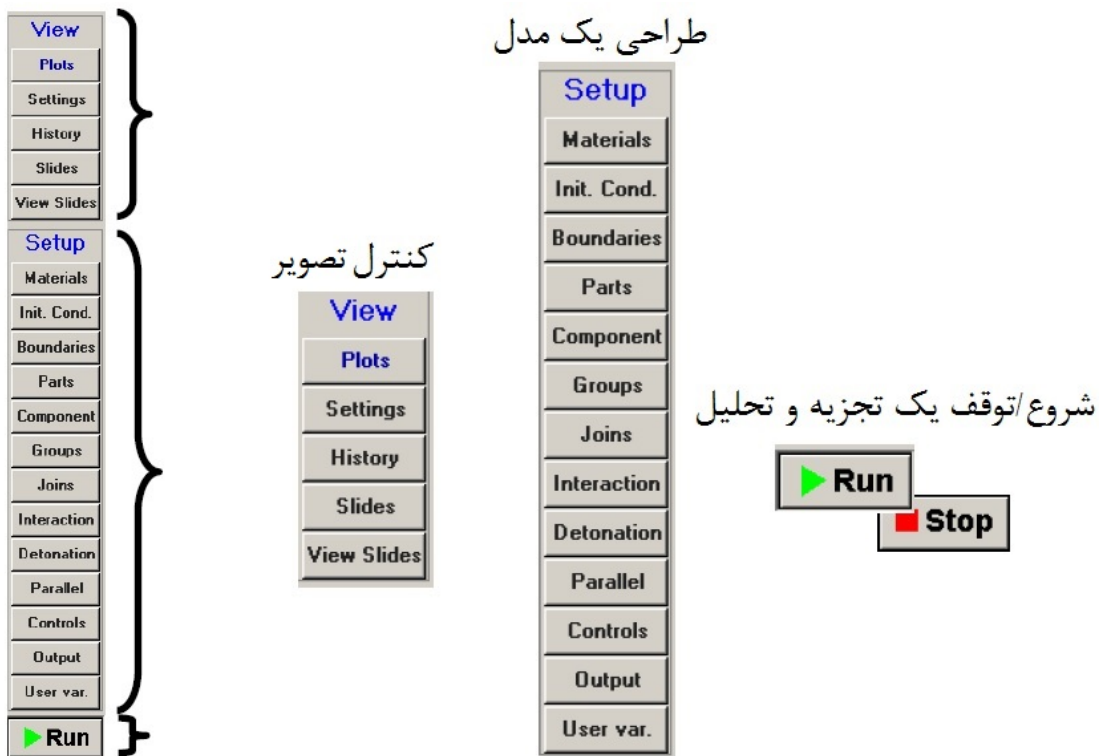 View
Plots
Settings
History
Slides
View Slides
Setup
Materials
Init. Cond.
Boundaries
Parts
Component
Groups
Joins
Interaction
Detonation
Parallel
Controls
Output
User var.
Run
کنترل تصویر
View
Plots
Settings
History
Slides
View Slides
طراحی یک مدل
Setup
Materials
Init. Cond.
Boundaries
Parts
Component
Groups
Joins
Interaction
Detonation
Parallel
Controls
Output
User var.
شروع/توقف یک تجزیه و تحلیل
Run
Stop